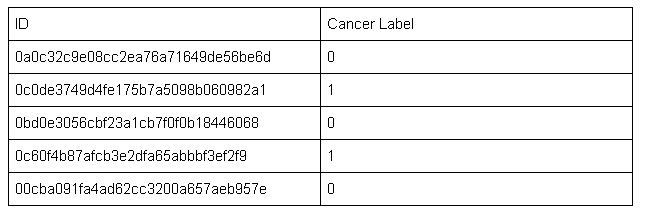 ID Cancer Label
0a0c32c9e08cc2ea76a71649de56be6d 0
0c0de3749d4fe175b7a5098b060982a1 1
0bd0e3056cbf23a1cb7f0f0b18446068 0
0c60f4b87afcb3e2dfa65abbbf3ef2f9 1
00cba091fa4ad62cc3200a657aeb957e 0